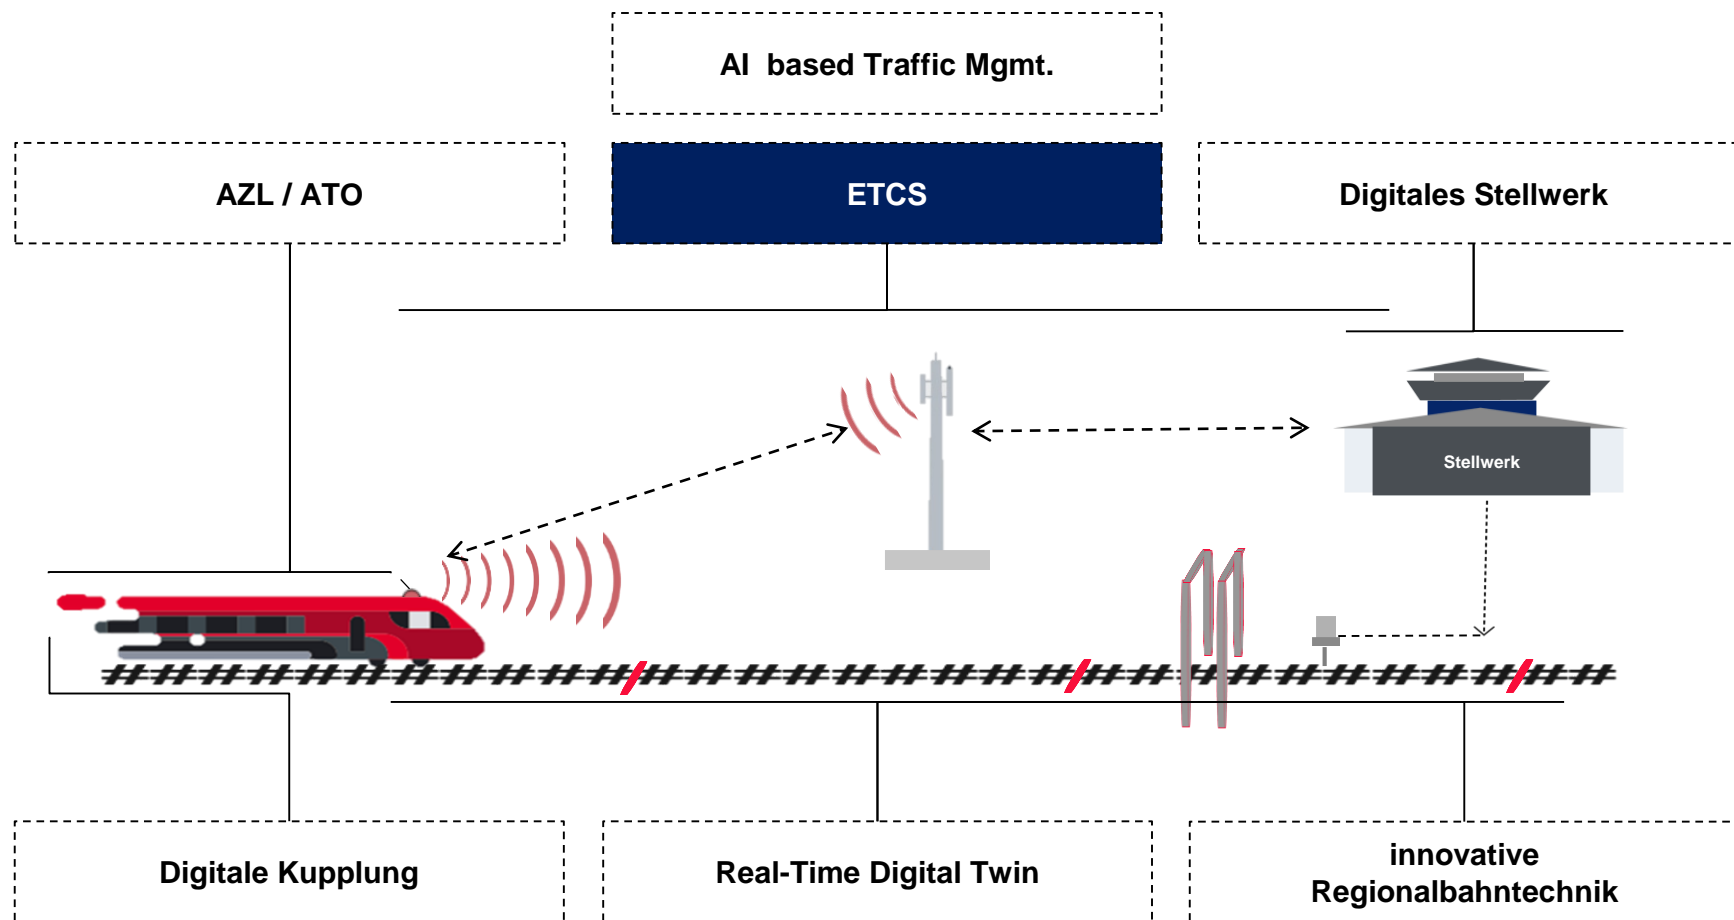 AI based Traffic Mgmt.
AZL / ATO
ETCS
Digitales Stellwerk
Stellwerk
Digitale Kupplung
Real-Time Digital Twin
innovative
Regionalbahntechnik